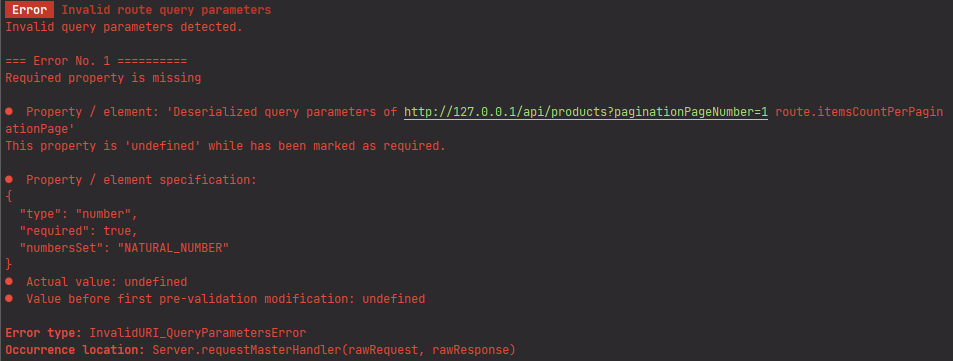 Error Invalid route query parameters
Invalid query parameters detected.
=== Error No. 1 ==========
Required property is missing
● Property / element: 'Deserialized query parameters of http://127.0.0.1/api/products?paginationPageNumber=1 route.itemsCountPerPagin
ationPage'
This property is 'undefined' while has been marked as required.
● Property / element specification:
{
  "type": "number",
  "required": true,
  "numbersSet": "NATURAL_NUMBER"
}
● Actual value: undefined
● Value before first pre-validation modification: undefined
Error type: InvalidURI_QueryParametersError
Occurrence location: Server.requestMasterHandler(rawRequest, rawResponse)